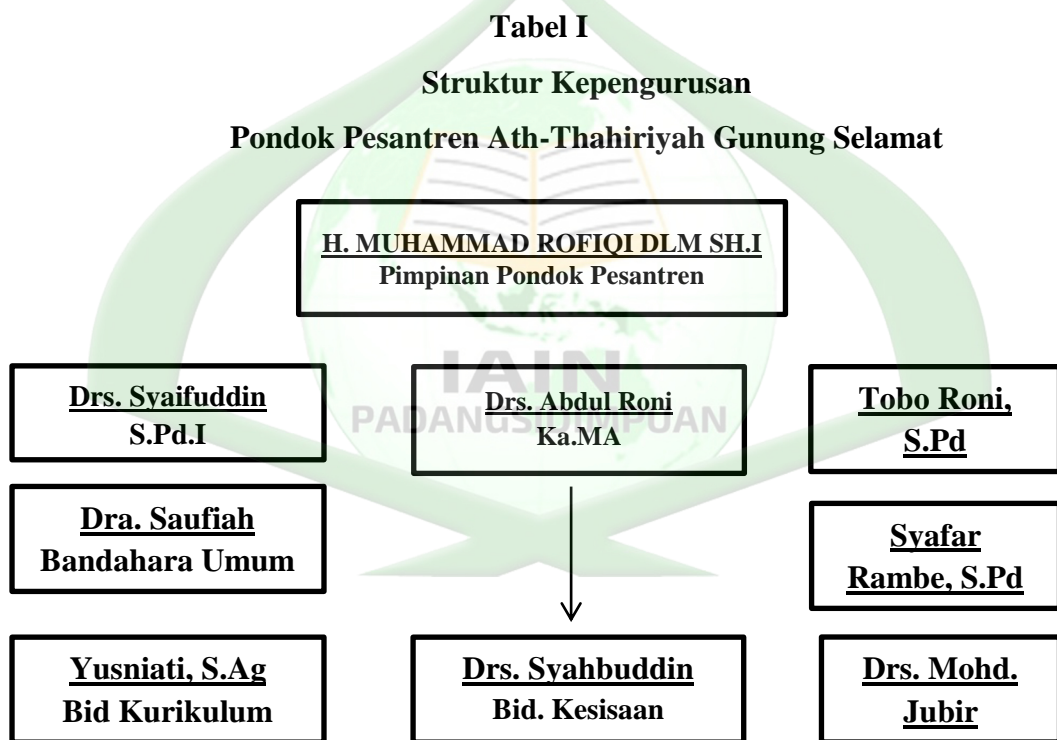 Tabel I
Struktur Kepengurusan
Pondok Pesantren Ath-Thahiriyah Gunung Selamat
H. MUHAMMAD ROFIQI DLM SH.I
Pimpinan Pondok Pesantren
IAIN
PADANGSIDIMPUAN
Drs. Syaifuddin
S.Pd.I
Drs. Abdul Roni
Ka.MA
Tobo Roni,
S.Pd
Dra. Saufiah
Bandahara Umum
Syafar
Rambe, S.Pd
Yusniati, S.Ag
Bid Kurikulum
Drs. Syahbuddin
Bid. Kesisaan
Drs. Mohd.
Jubir